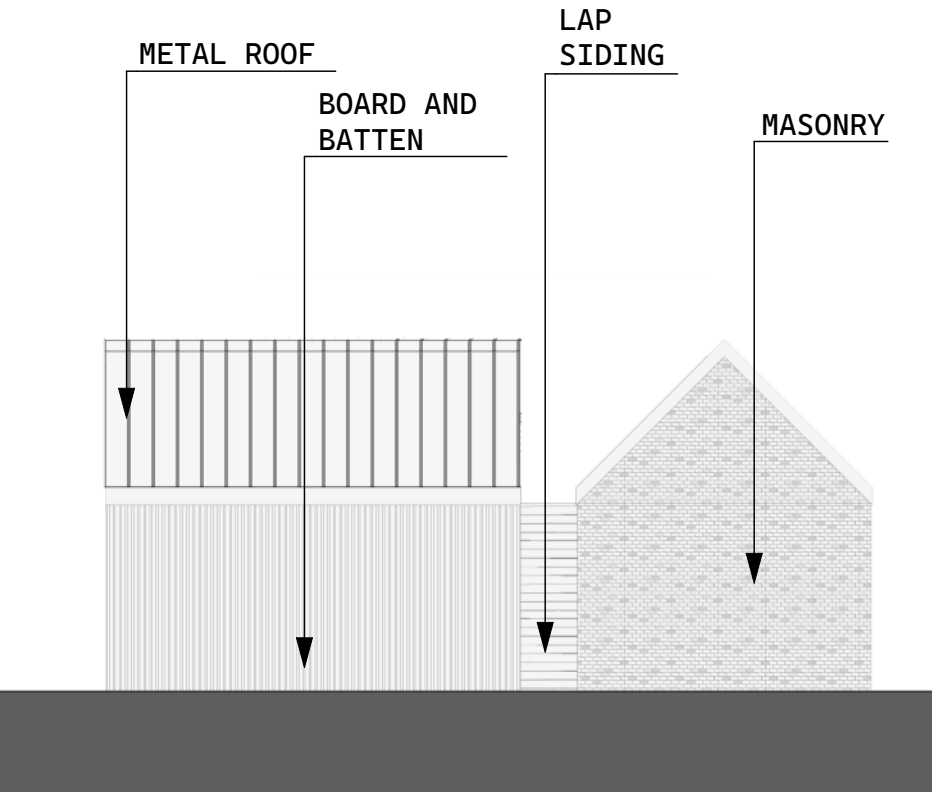 METAL ROOF
BOARD AND
BATTEN
LAP
SIDING
MASONRY